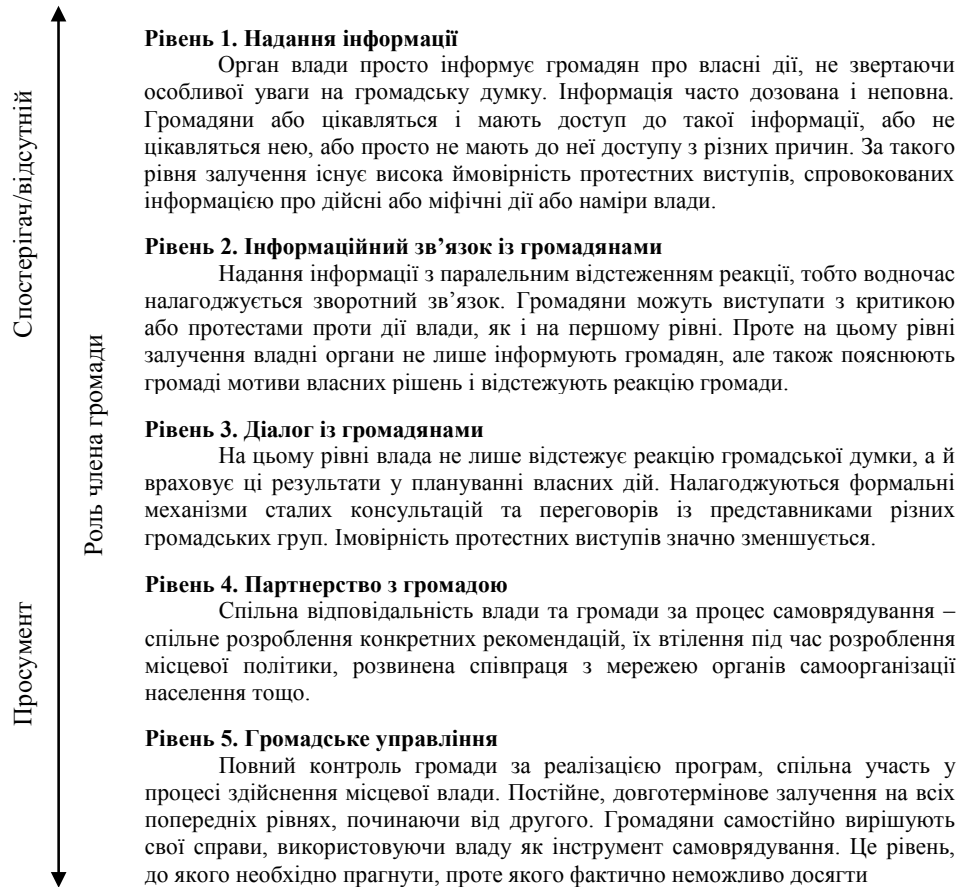 Спостерігач/відсутній
Роль члена громади
Просумент
Рівень 1. Надання інформації
Орган влади просто інформує громадян про власні дії, не звертаючи
особливої уваги на громадську думку. Інформація часто дозована і неповна.
Громадяни або цікавляться і мають доступ до такої інформації, або не
цікавляться нею, або просто не мають до неї доступу з різних причин. За такого
рівня залучення існує висока ймовірність протестних виступів, спровокованих
інформацією про дійсні або міфічні дії або наміри влади.
Рівень 2. Інформаційний зв’язок із громадянами
Надання інформації з паралельним відстеженням реакції, тобто водночас
налагоджується зворотний зв’язок. Громадяни можуть виступати з критикою
або протестами проти дії влади, як і на першому рівні. Проте на цьому рівні
залучення владні органи не лише інформують громадян, але також пояснюють
громаді мотиви власних рішень і відстежують реакцію громади.
Рівень 3. Діалог із громадянами
На цьому рівні влада не лише відстежує реакцію громадської думки, а й
враховує ці результати у плануванні власних дій. Налагоджуються формальні
механізми сталих консультацій та переговорів із представниками різних
громадських груп. Імовірність протестних виступів значно зменшується.
Рівень 4. Партнерство з громадою
Спільна відповідальність влади та громади за процес самоврядування –
спільне розроблення конкретних рекомендацій, їх втілення під час розроблення
місцевої політики, розвинена співпраця з мережею органів самоорганізації
населення тощо.
Рівень 5. Громадське управління
Повний контроль громади за реалізацією програм, спільна участь у
процесі здійснення місцевої влади. Постійне, довготермінове залучення на всіх
попередніх рівнях, починаючи від другого. Громадяни самостійно вирішують
свої справи, використовуючи владу як інструмент самоврядування. Це рівень,
до якого необхідно прагнути, проте якого фактично неможливо досягти